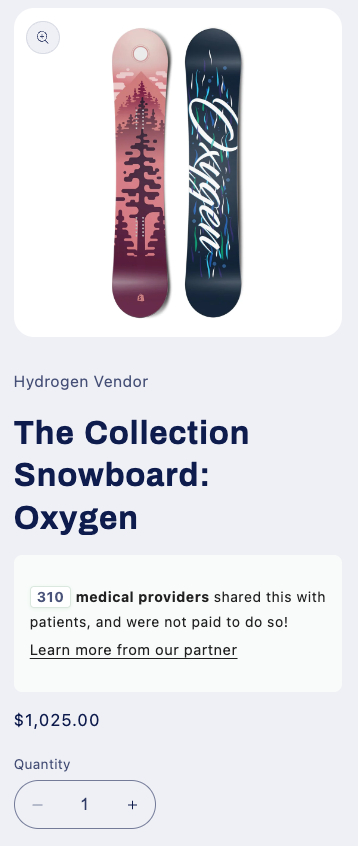 Oxygen
Hydrogen Vendor
The Collection
Snowboard:
Oxygen
310 medical providers shared this with
patients, and were not paid to do so!
Learn more from our partner
$1,025.00
Quantity
− 1 +